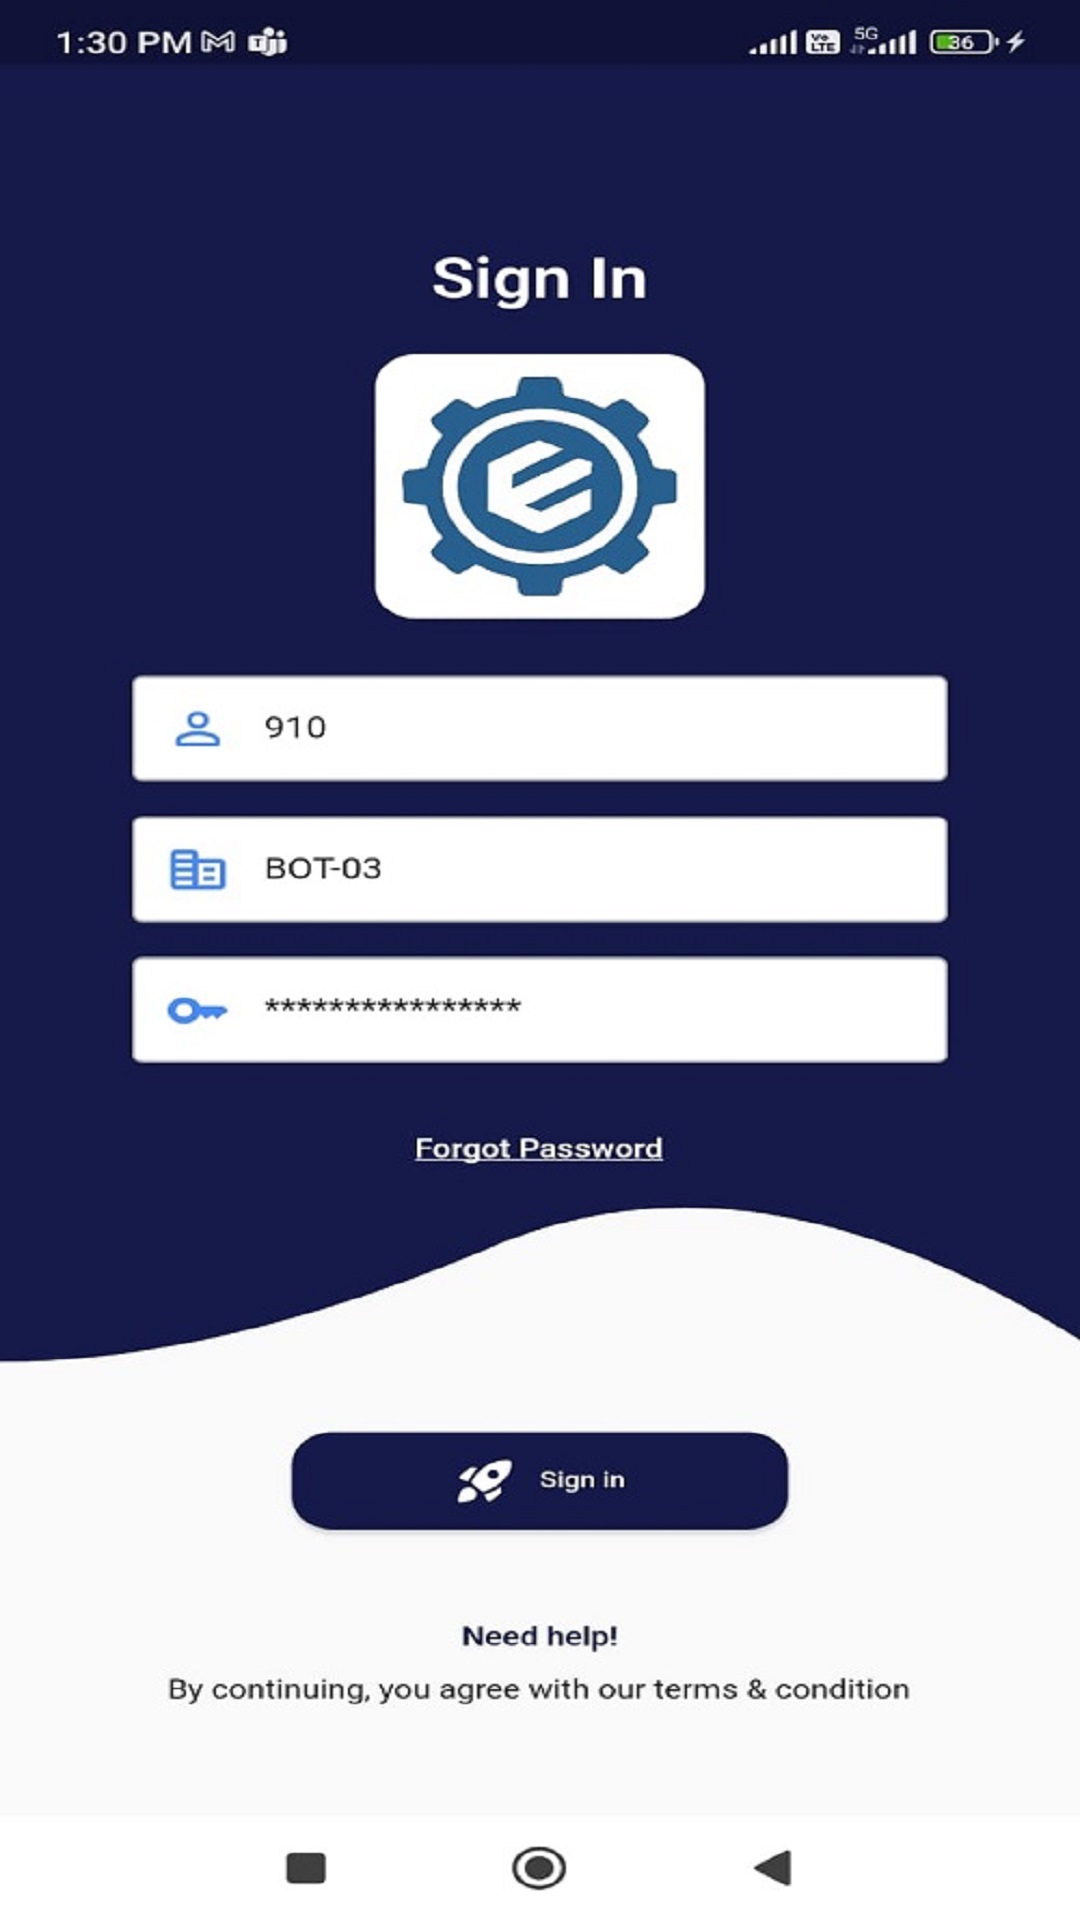 1:30 PM
Vo LTE 5G 36
Sign In
910
BOT-03
****************
Forgot Password
Sign in
Need help!
By continuing, you agree with our terms & condition